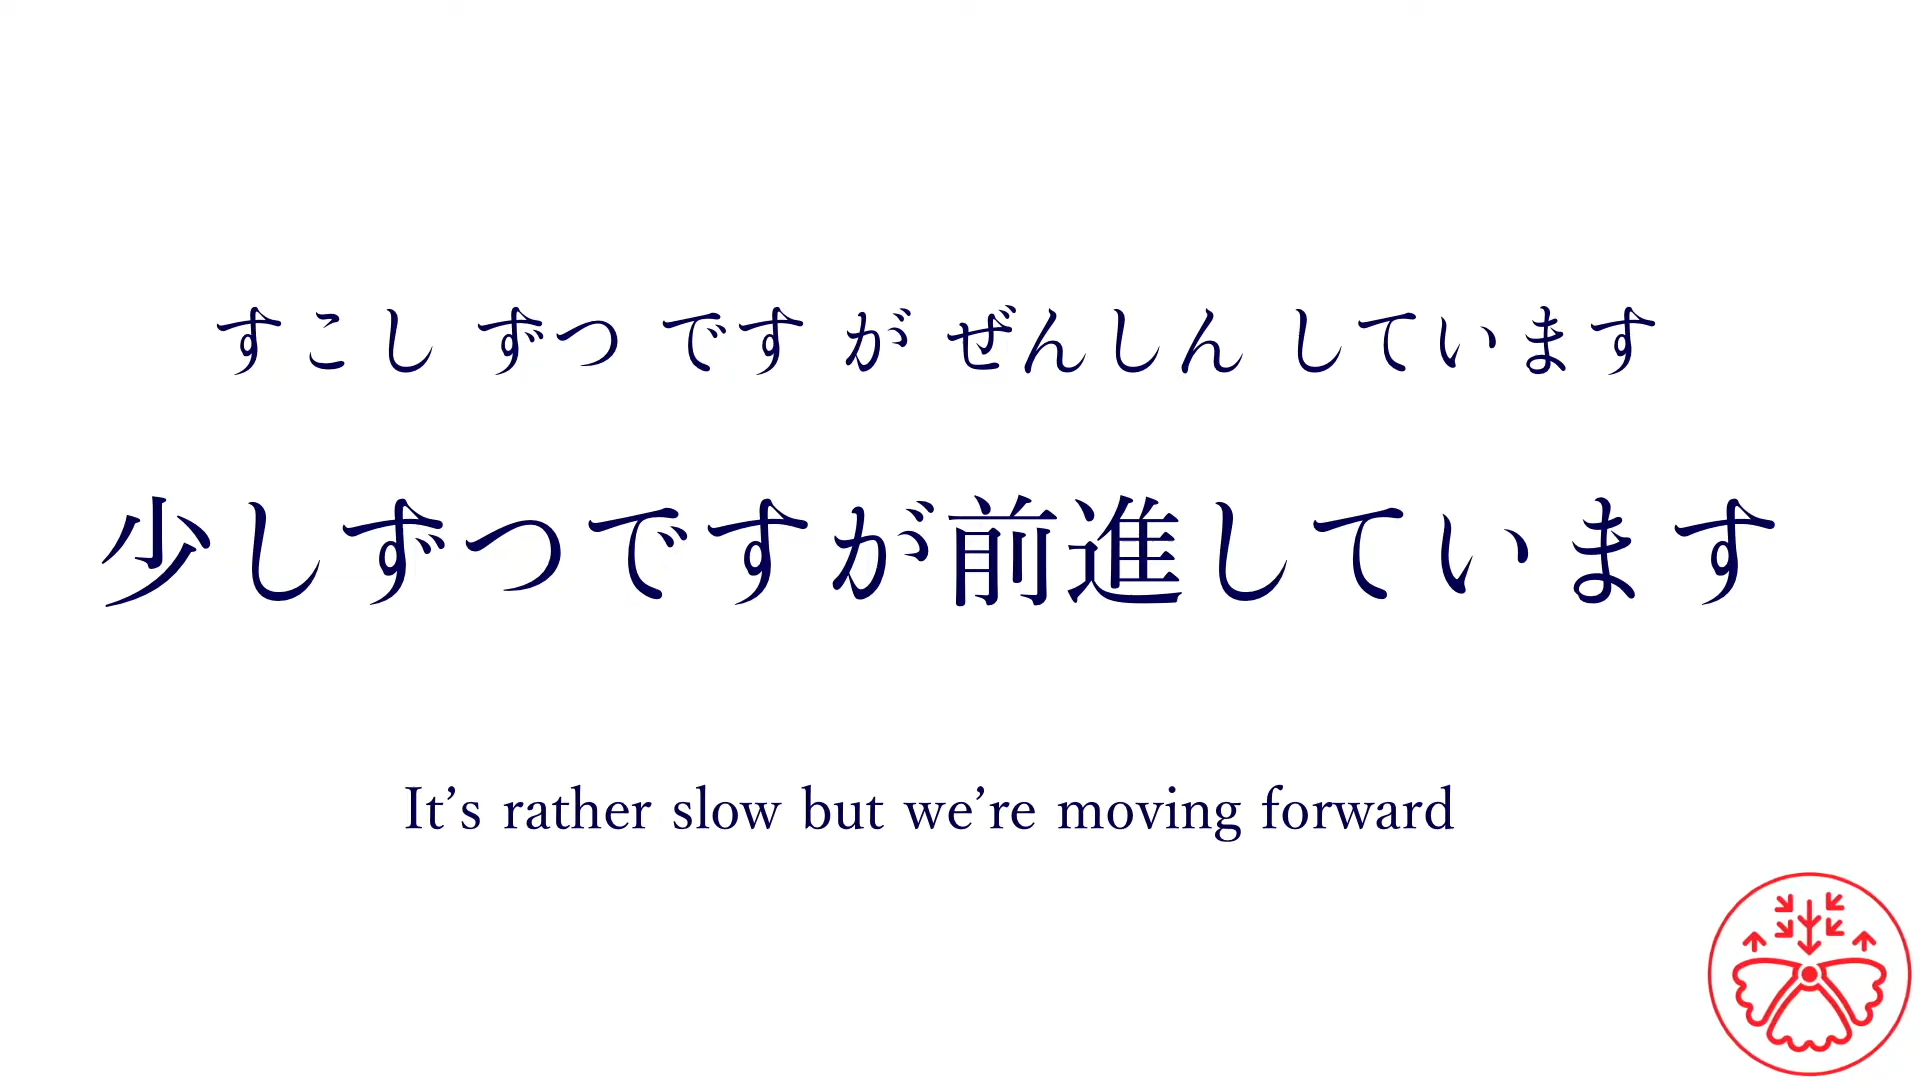 すこし ずつ です が ぜんしん しています
少しずつですが前進しています
It’s rather slow but we’re moving forward